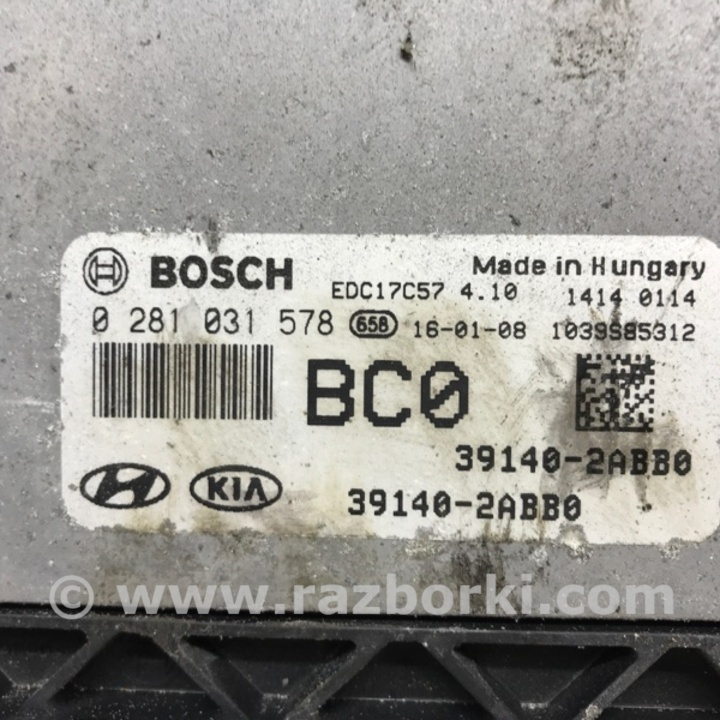 BOSCH
EDC17C57 4.10
Made in Hungary
1414 0114
0 281 031 578 658 16-01-08 1039S85312
BC0
39140-2ABB0
KIA
39140-2ABB0
© www.razborki.com